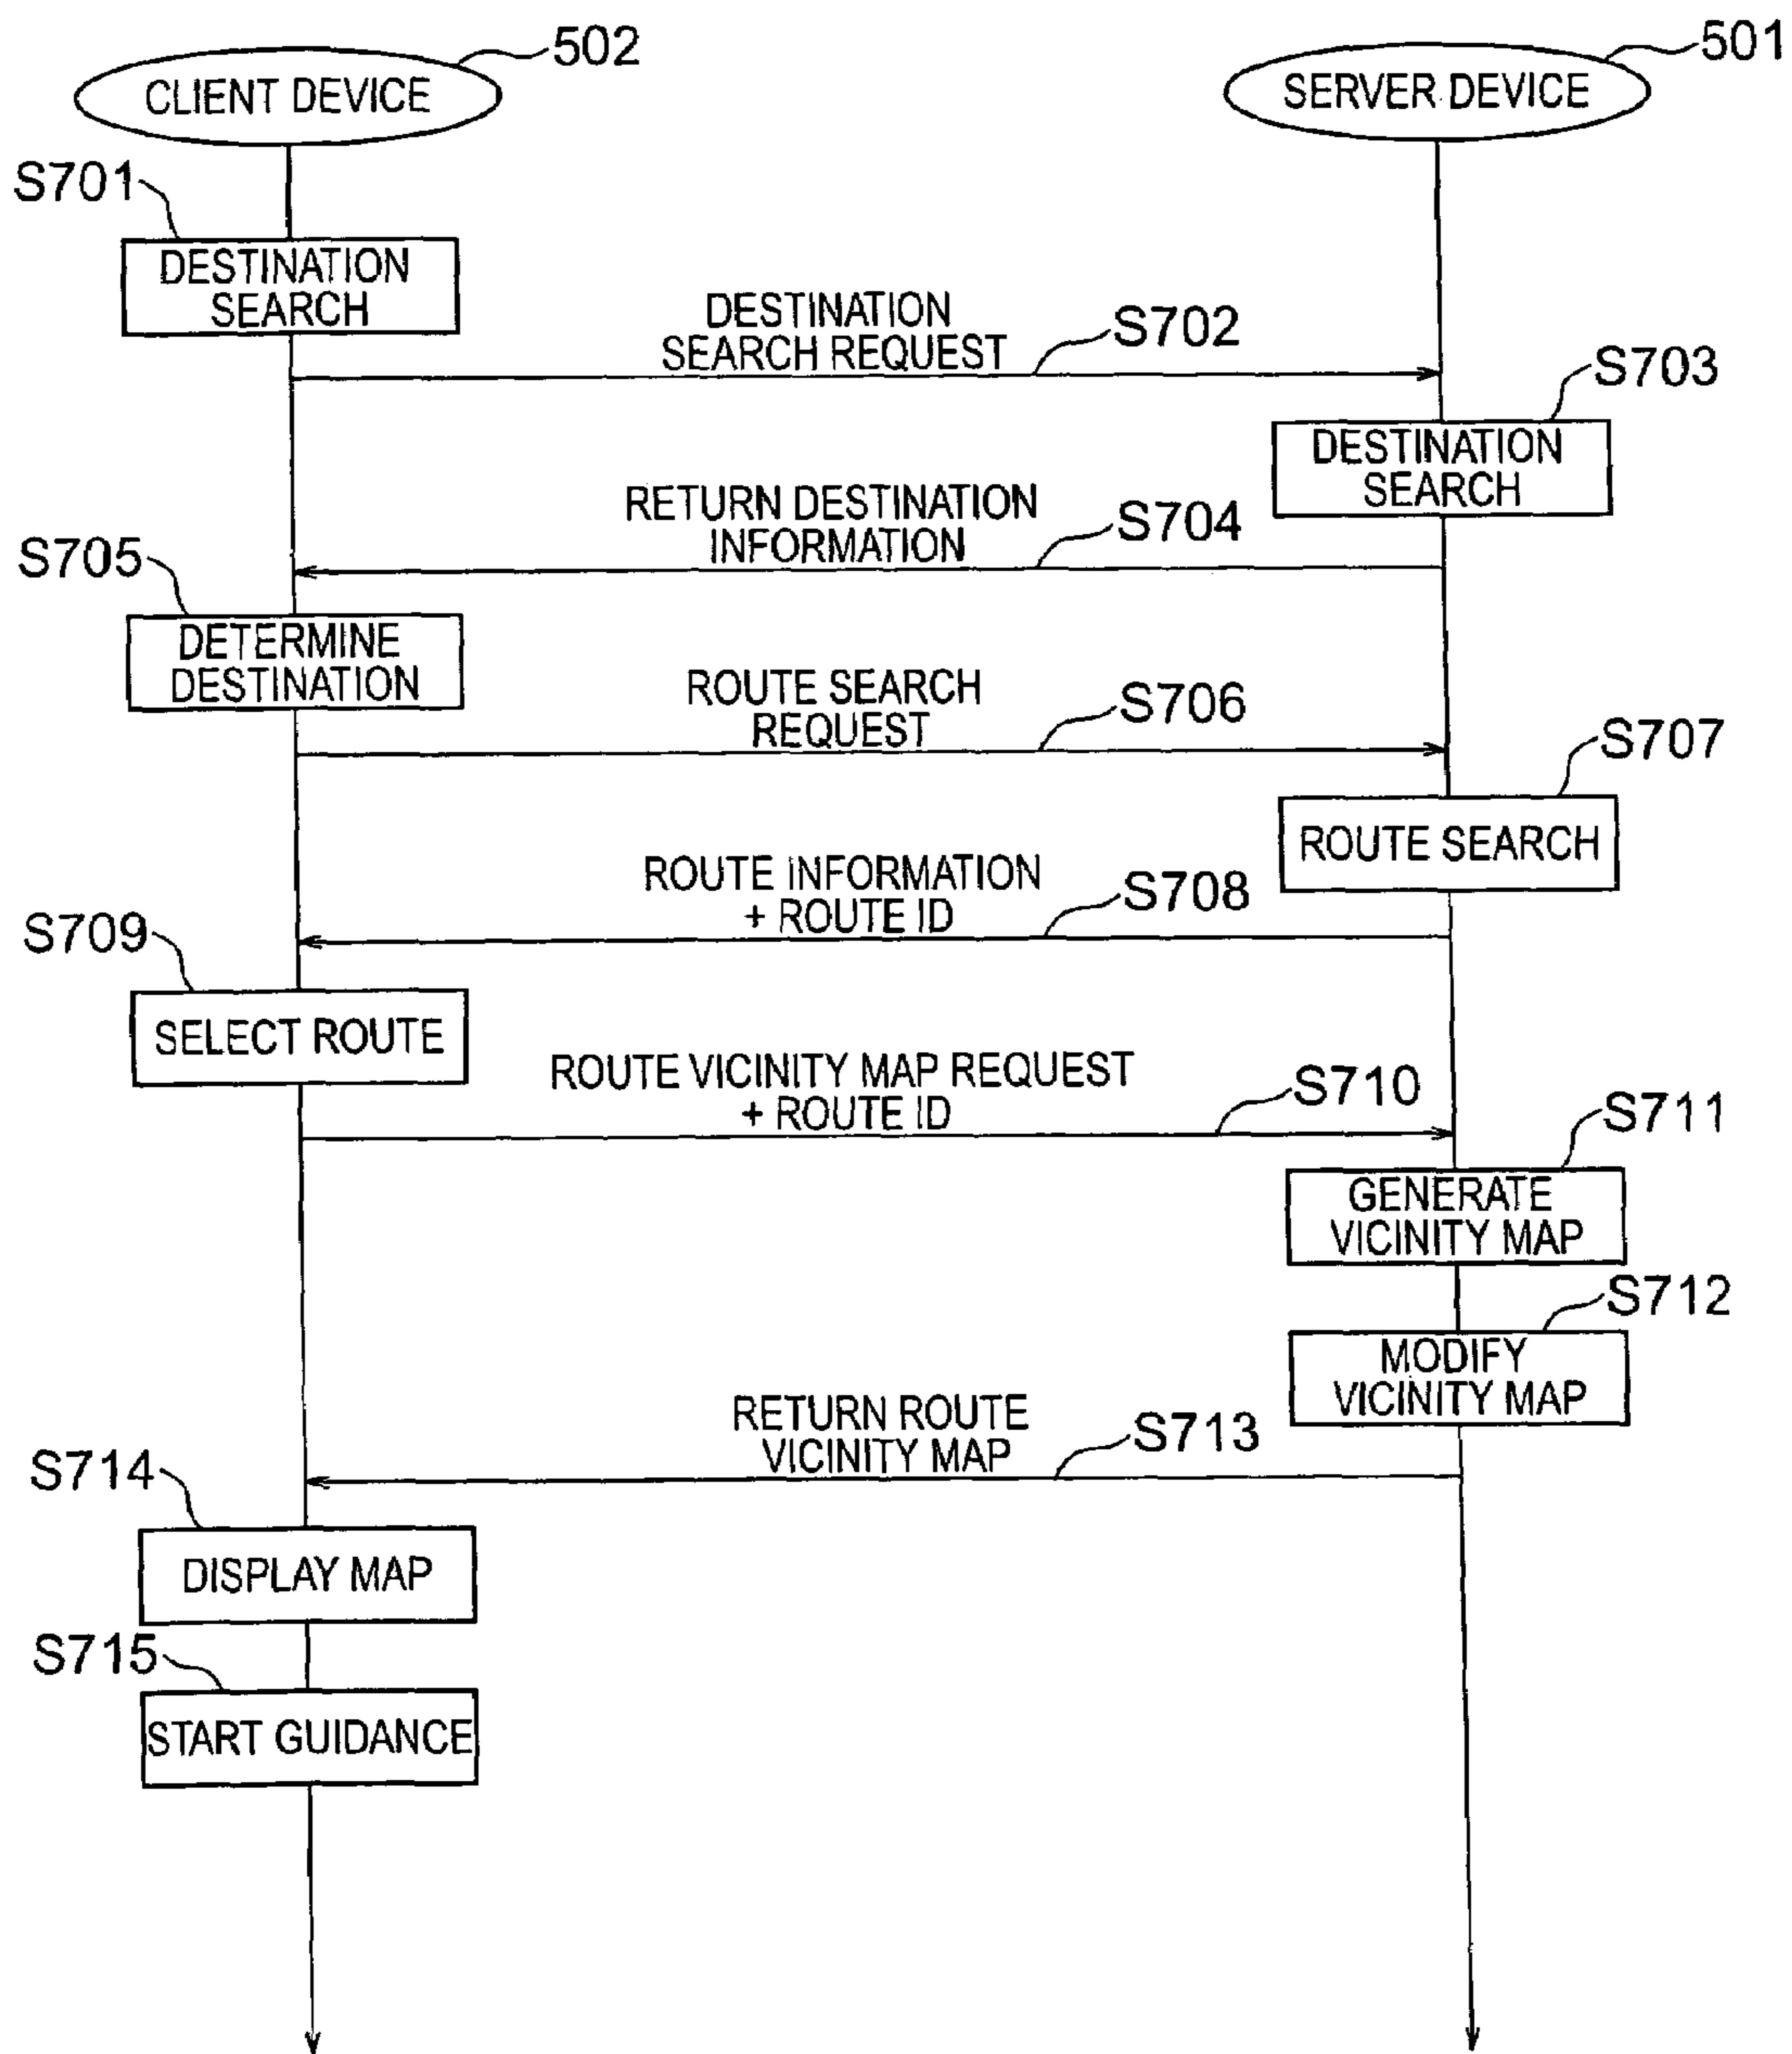 502
501
CLIENT DEVICE
SERVER DEVICE
S701
DESTINATION
SEARCH
DESTINATION
SEARCH REQUEST
S702
S703
DESTINATION
SEARCH
RETURN DESTINATION
INFORMATION
S704
S705
DETERMINE
DESTINATION
ROUTE SEARCH
REQUEST
S706
S707
ROUTE SEARCH
ROUTE INFORMATION
+ ROUTE ID
S708
S709
SELECT ROUTE
ROUTE VICINITY MAP REQUEST
+ ROUTE ID
S710
S711
GENERATE
VICINITY MAP
S712
MODIFY
VICINITY MAP
RETURN ROUTE
VICINITY MAP
S713
S714
DISPLAY MAP
S715
START GUIDANCE